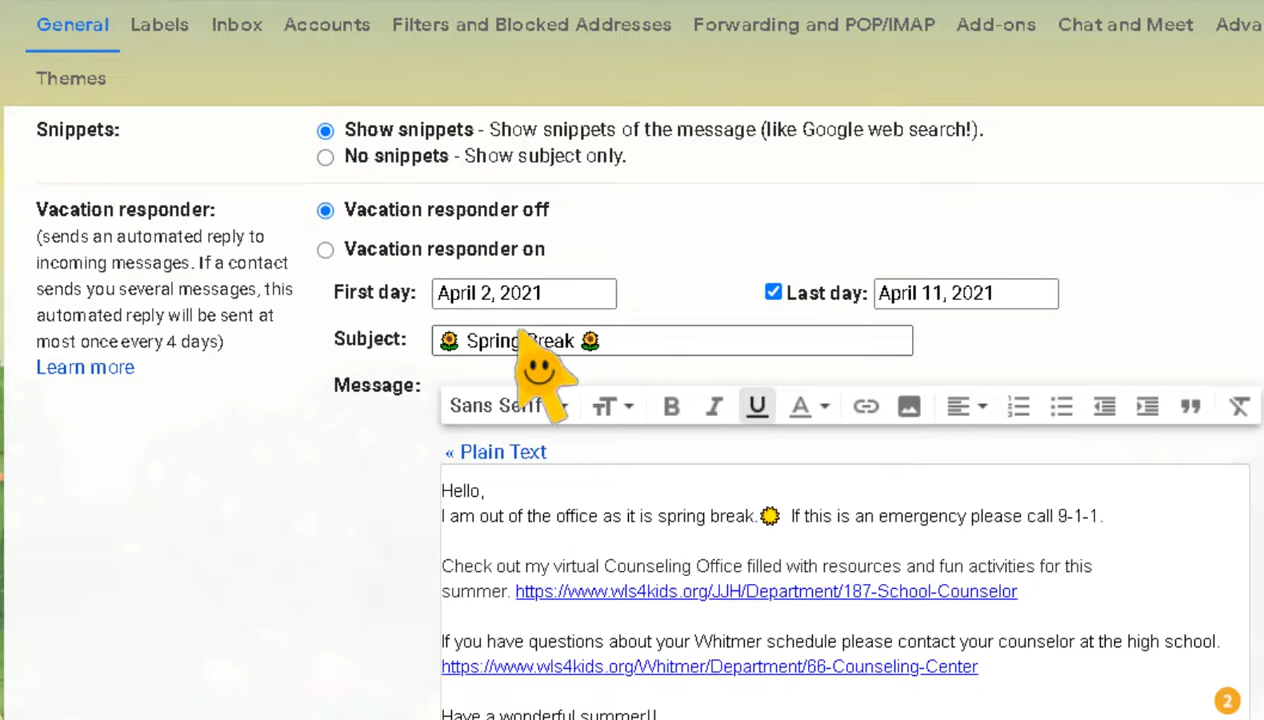 General Labels Inbox Accounts Filters and Blocked Addresses Forwarding and POP/IMAP Add-ons Chat and Meet
Themes
Snippets:
Show snippets - Show snippets of the message (like Google web search!).
No snippets - Show subject only.
Vacation responder:
(sends an automated reply to
incoming messages. If a contact
sends you several messages, this
automated reply will be sent at
most once every 4 days)
Learn more
Vacation responder off
Vacation responder on
First day: April 2, 2021 Last day: April 11, 2021
Subject: 🌻 Spring Break 🌻
Message:
Sans Serif
« Plain Text
Hello,
I am out of the office as it is spring break. If this is an emergency please call 9-1-1.
Check out my virtual Counseling Office filled with resources and fun activities for this
summer. https://www.wls4kids.org/JJH/Department/187-School-Counselor
If you have questions about your Whitmer schedule please contact your counselor at the high school.
https://www.wls4kids.org/Whitmer/Department/66-Counseling-Center
Have a wonderful summer!!
2